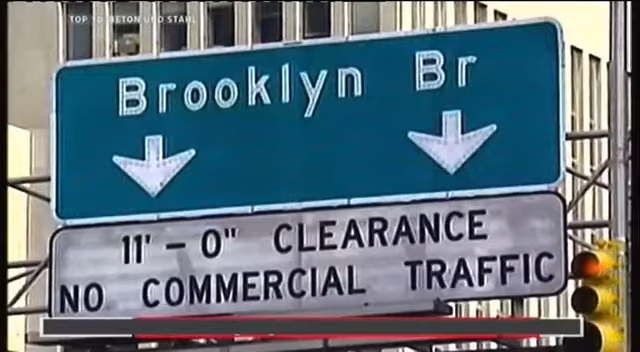 TOP 10: BETON UND STAHL
Brooklyn Br
11' - 0" CLEARANCE
NO COMMERCIAL TRAFFIC